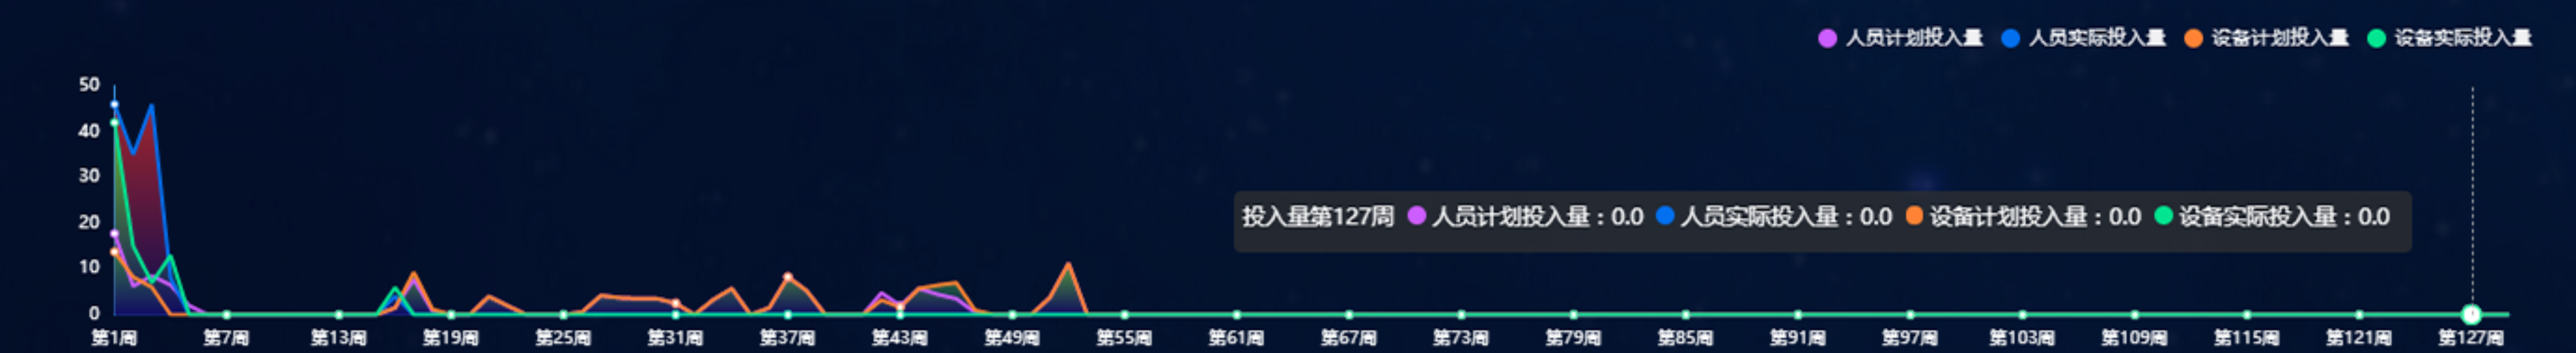 人员计划投入量 人员实际投入量 设备计划投入量 设备实际投入量
50
40
30
20
10
0
投入量第127周 人员计划投入量：0.0 人员实际投入量：0.0 设备计划投入量：0.0 设备实际投入量：0.0
第1周 第7周 第13周 第19周 第25周 第31周 第37周 第43周 第49周 第55周 第61周 第67周 第73周 第79周 第85周 第91周 第97周 第103周 第109周 第115周 第121周 第127周